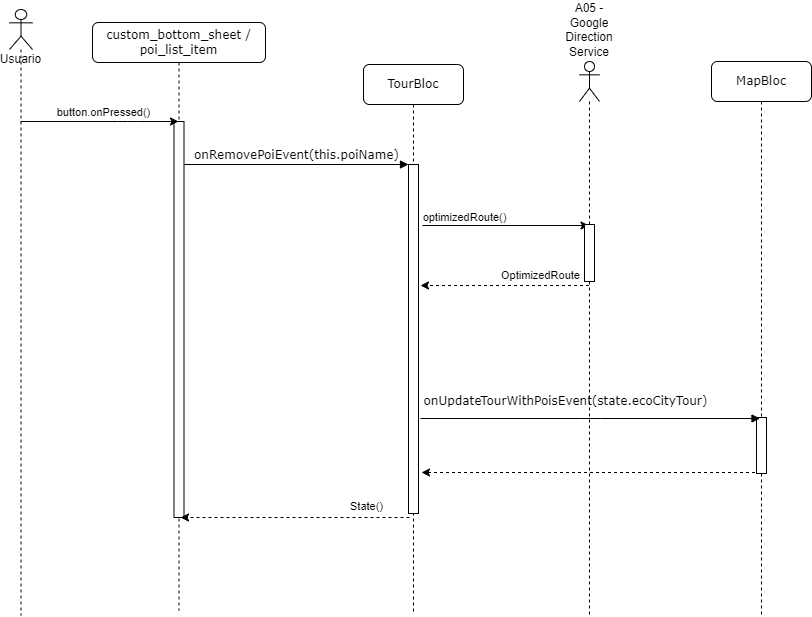 A05 -
Google
Direction
Service
custom_bottom_sheet /
poi_list_item
Usuario
TourBloc
MapBloc
button.onPressed()
onRemovePoiEvent(this.poiName)
optimizedRoute()
OptimizedRoute
onUpdateTourWithPoisEvent(state.ecoCityTour)
State()